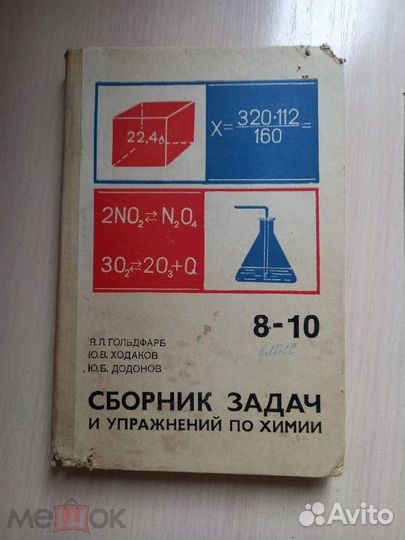 22,4л
X = 320·112 / 160 =
2NO₂ ⇄ N₂O₄
3O₂ ⇄ 2O₃+Q
8-10
класс
Я.Л. ГОЛЬДФАРБ
Ю.В. ХОДАКОВ
Ю.Б. ДОДОНОВ
СБОРНИК ЗАДАЧ
И УПРАЖНЕНИЙ ПО ХИМИИ
мешок
Avito